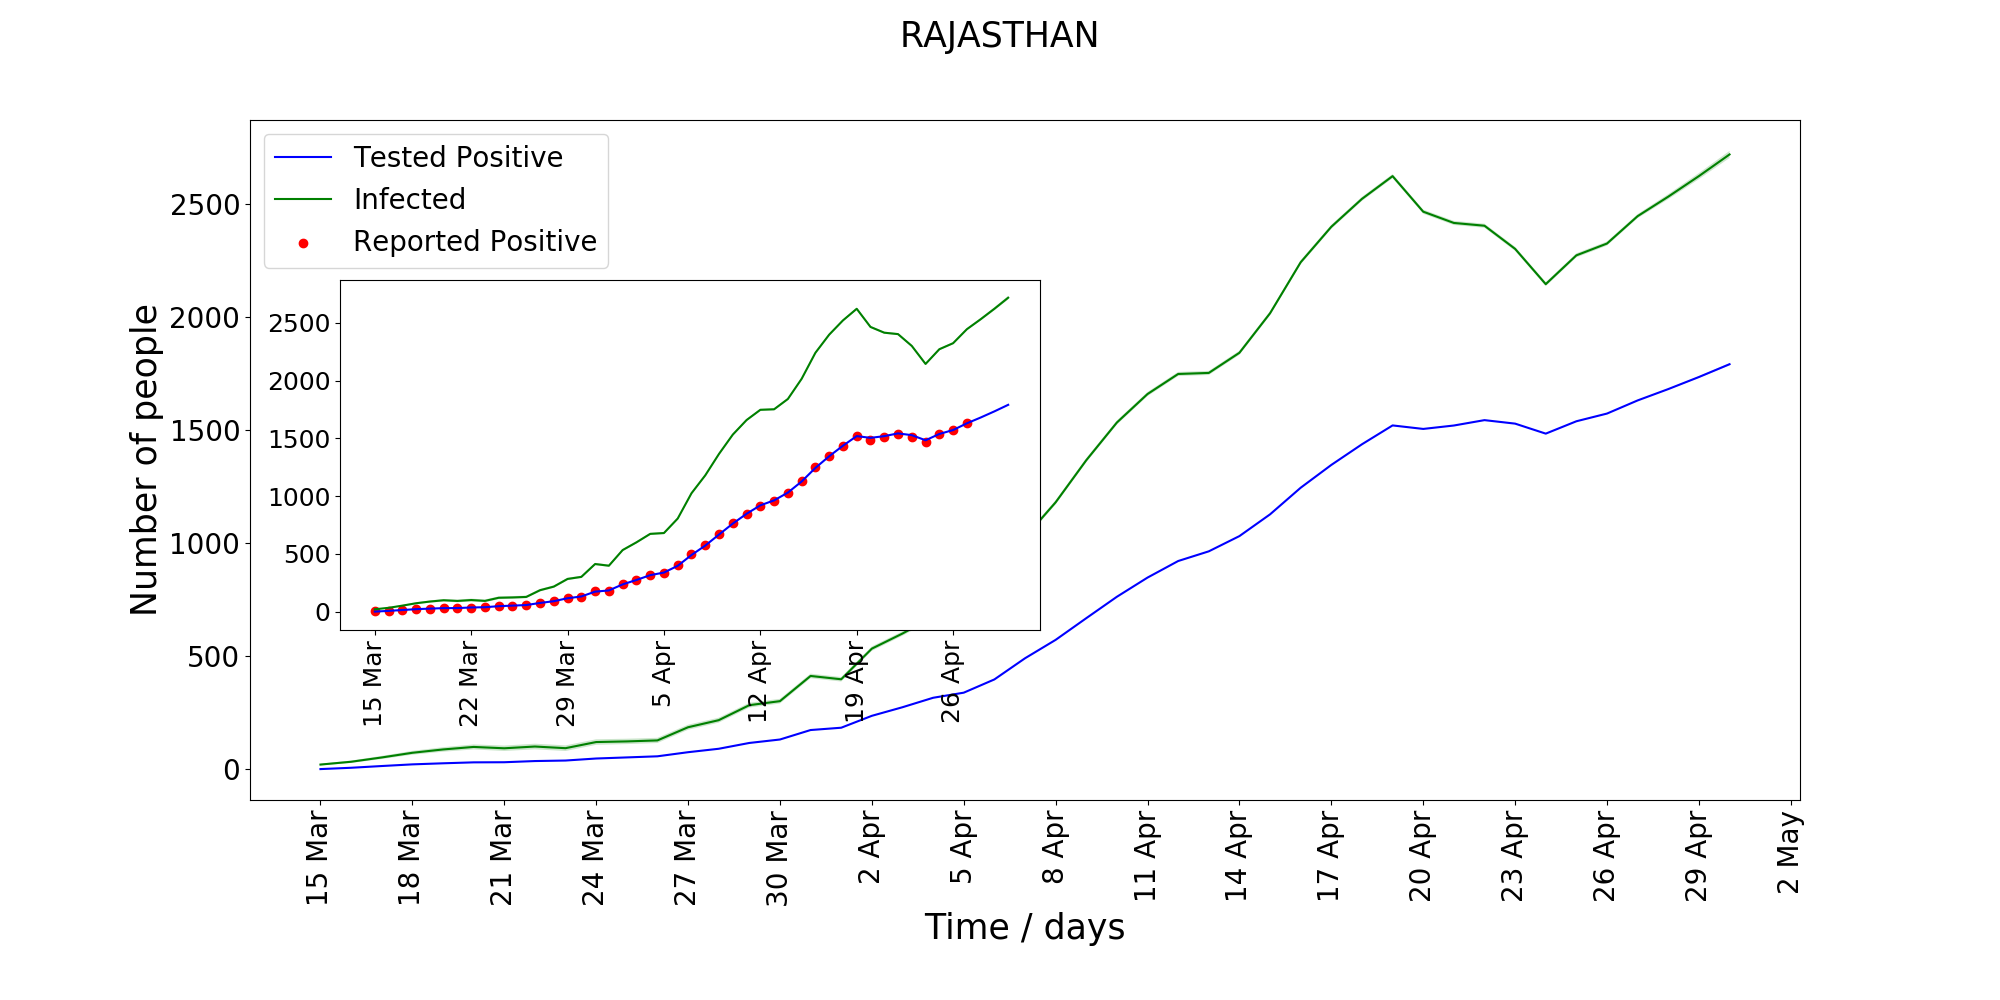 RAJASTHAN
Tested Positive
Infected
Reported Positive
Number of people
2500
2000
1500
1000
500
0
2500
2000
1500
1000
500
0
15 Mar
22 Mar
29 Mar
5 Apr
12 Apr
19 Apr
26 Apr
15 Mar
18 Mar
21 Mar
24 Mar
27 Mar
30 Mar
2 Apr
5 Apr
8 Apr
11 Apr
14 Apr
17 Apr
20 Apr
23 Apr
26 Apr
29 Apr
2 May
Time / days